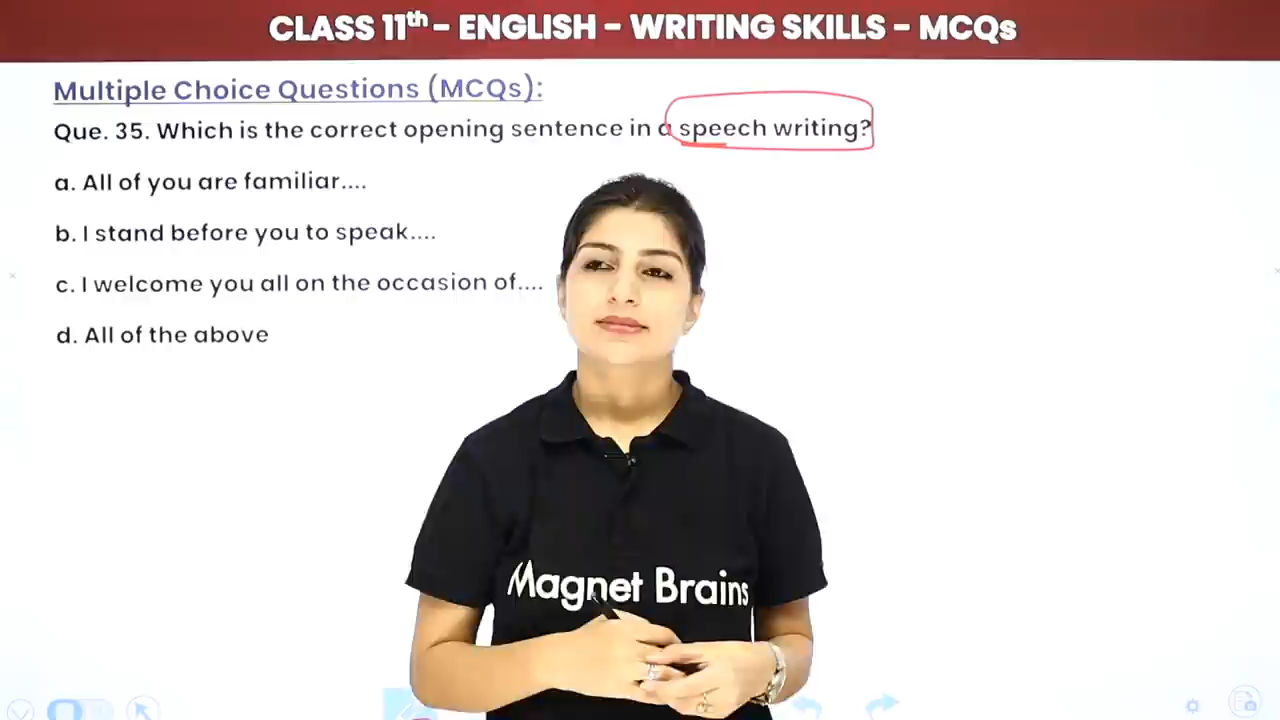 CLASS 11th - ENGLISH - WRITING SKILLS - MCQs
Multiple Choice Questions (MCQs):
Que. 35. Which is the correct opening sentence in a speech writing?
a. All of you are familiar....
b. I stand before you to speak....
c. I welcome you all on the occasion of....
d. All of the above
Magnet Brains